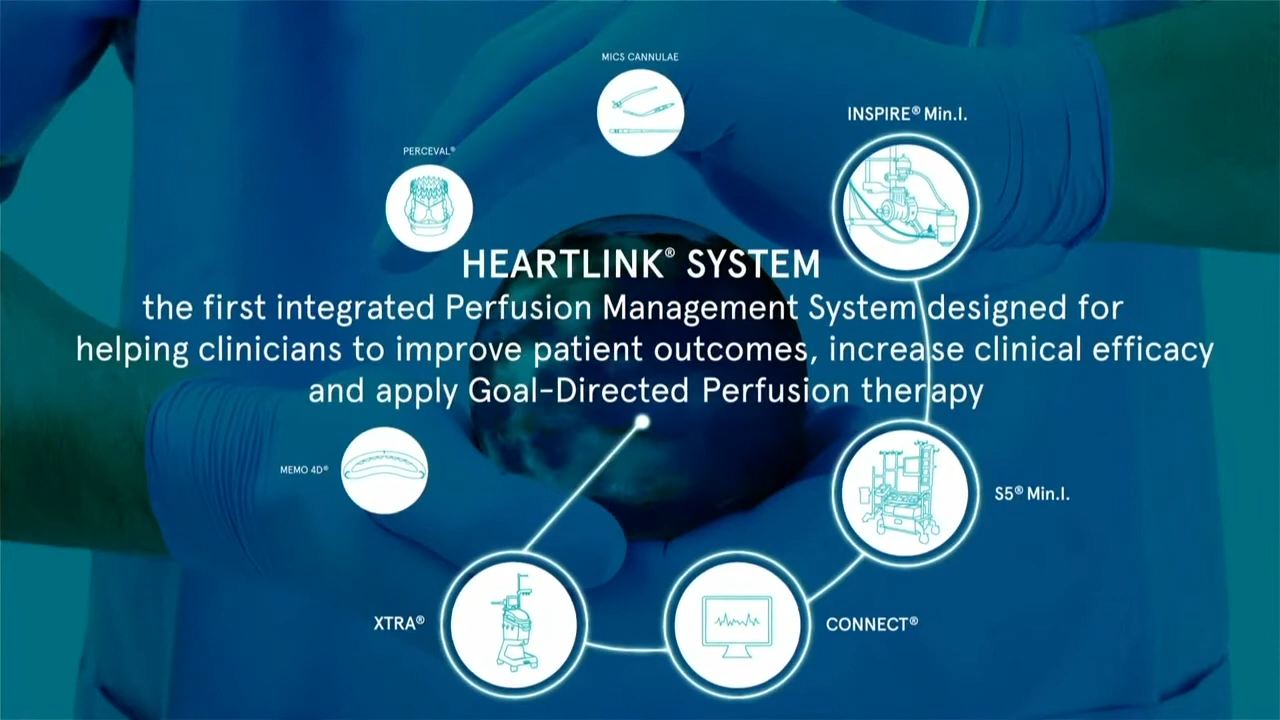 MICS CANNULAE
INSPIRE® Min.I.
PERCEVAL®
HEARTLINK® SYSTEM
the first integrated Perfusion Management System designed for
helping clinicians to improve patient outcomes, increase clinical efficacy
and apply Goal-Directed Perfusion therapy
MEMO 4D®
S5® Min.I.
XTRA®
CONNECT®